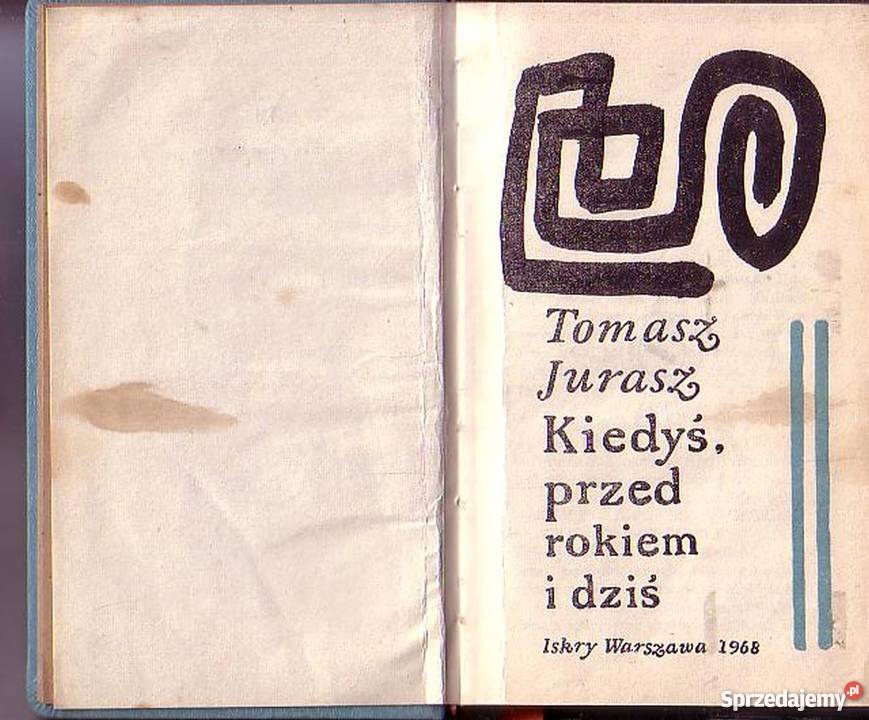 Tomasz
Jurasz
Kiedyś,
przed
rokiem
i dziś
Iskry Warszawa 1968
Sprzedajemy.pl